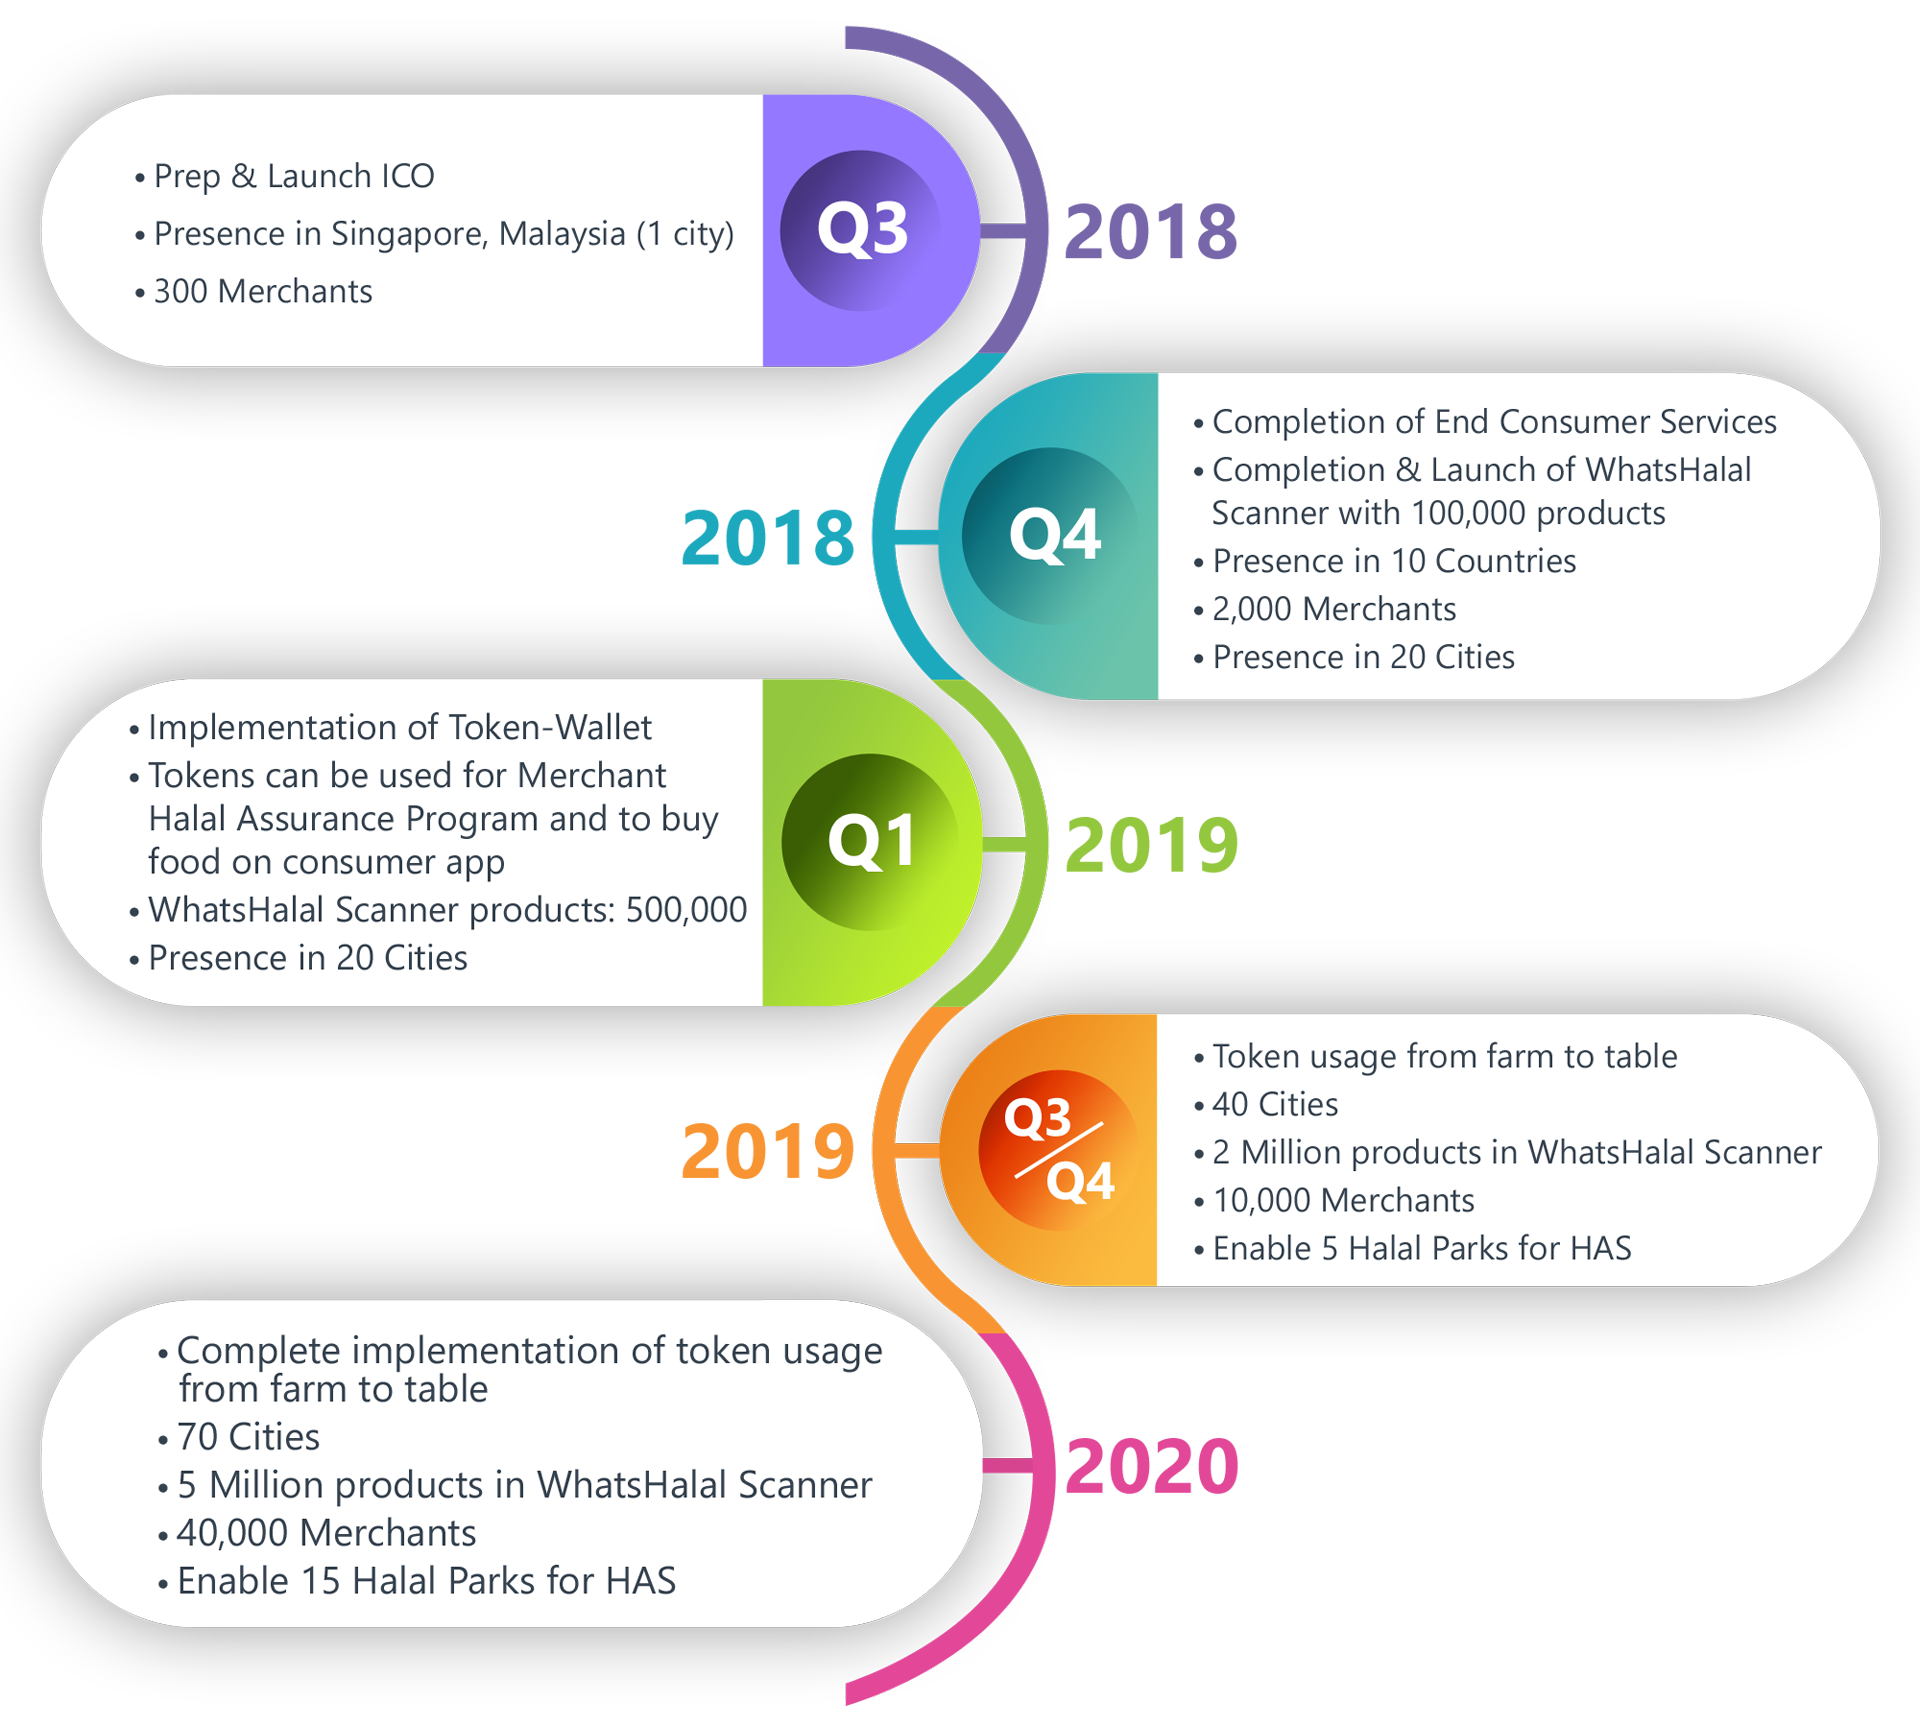 • Prep & Launch ICO
• Presence in Singapore, Malaysia (1 city)
• 300 Merchants
Q3
2018
2018
Q4
• Completion of End Consumer Services
• Completion & Launch of WhatsHalal
Scanner with 100,000 products
• Presence in 10 Countries
• 2,000 Merchants
• Presence in 20 Cities
• Implementation of Token-Wallet
• Tokens can be used for Merchant
Halal Assurance Program and to buy
food on consumer app
• WhatsHalal Scanner products: 500,000
• Presence in 20 Cities
Q1
2019
2019
Q3
Q4
• Token usage from farm to table
• 40 Cities
• 2 Million products in WhatsHalal Scanner
• 10,000 Merchants
• Enable 5 Halal Parks for HAS
• Complete implementation of token usage
from farm to table
• 70 Cities
• 5 Million products in WhatsHalal Scanner
• 40,000 Merchants
• Enable 15 Halal Parks for HAS
2020